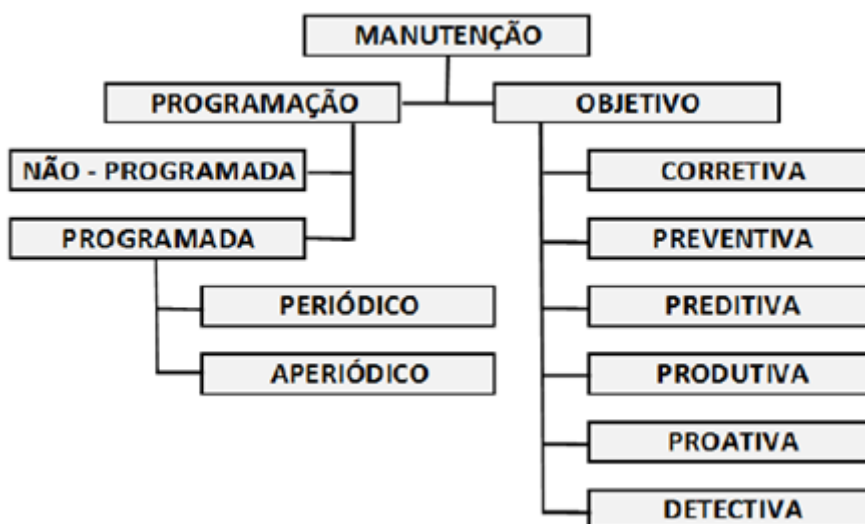 MANUTENÇÃO
PROGRAMAÇÃO
OBJETIVO
NÃO - PROGRAMADA
CORRETIVA
PROGRAMADA
PREVENTIVA
PERIÓDICO
PREDITIVA
APERIÓDICO
PRODUTIVA
PROATIVA
DETECTIVA